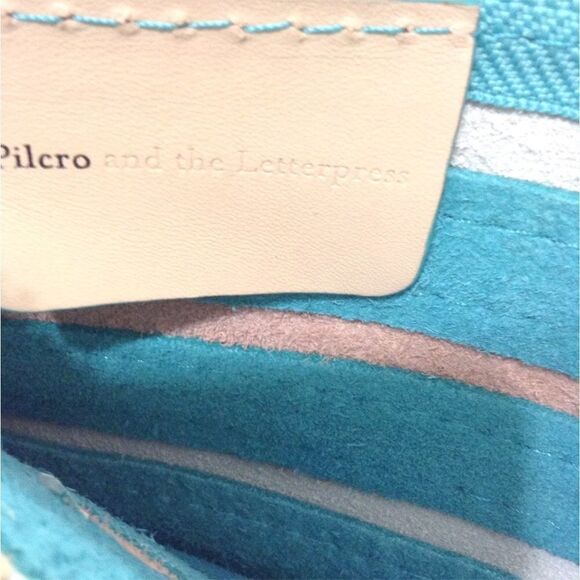 Pilcro and the Letterpress